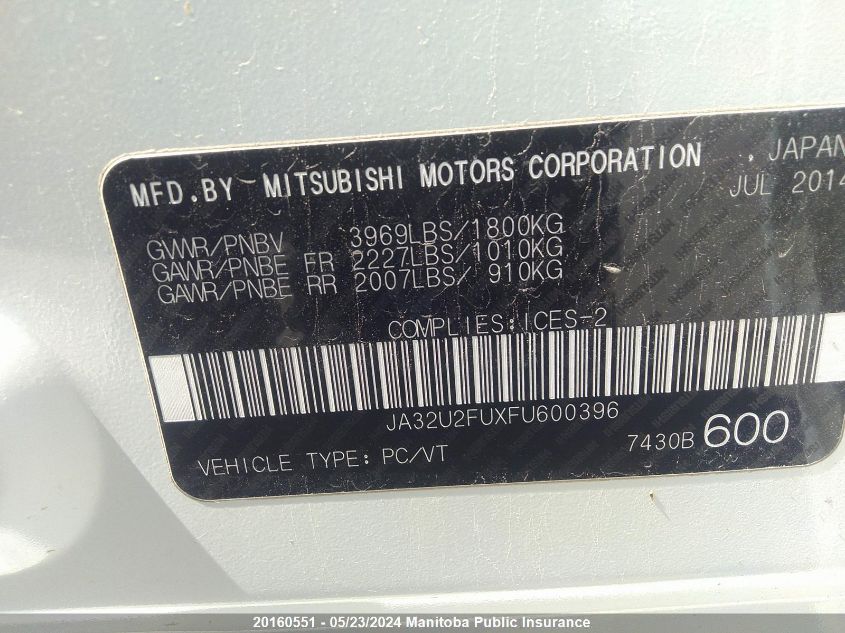 MFD.BY MITSUBISHI MOTORS CORPORATION , JAPAN
JUL 2014
GVWR/PNBV 3969LBS/1800KG
GAWR/PNBE FR 2227LBS/1010KG
GAWR/PNBE RR 2007LBS/ 910KG
COMPLIES:ICES-2
JA32U2FUXFU600396
VEHICLE TYPE: PC/VT 7430B 600
20160551 - 05/23/2024 Manitoba Public Insurance